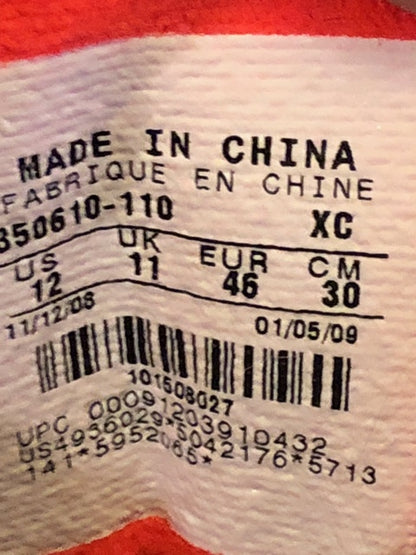 MADE IN CHINA
FABRIQUE EN CHINE
350610-110 XC
US UK EUR CM
12 11 46 30
11/12/08 01/05/09
101508027
UPC 00091203910432
US4936029*5042176*5713
141*5952065*